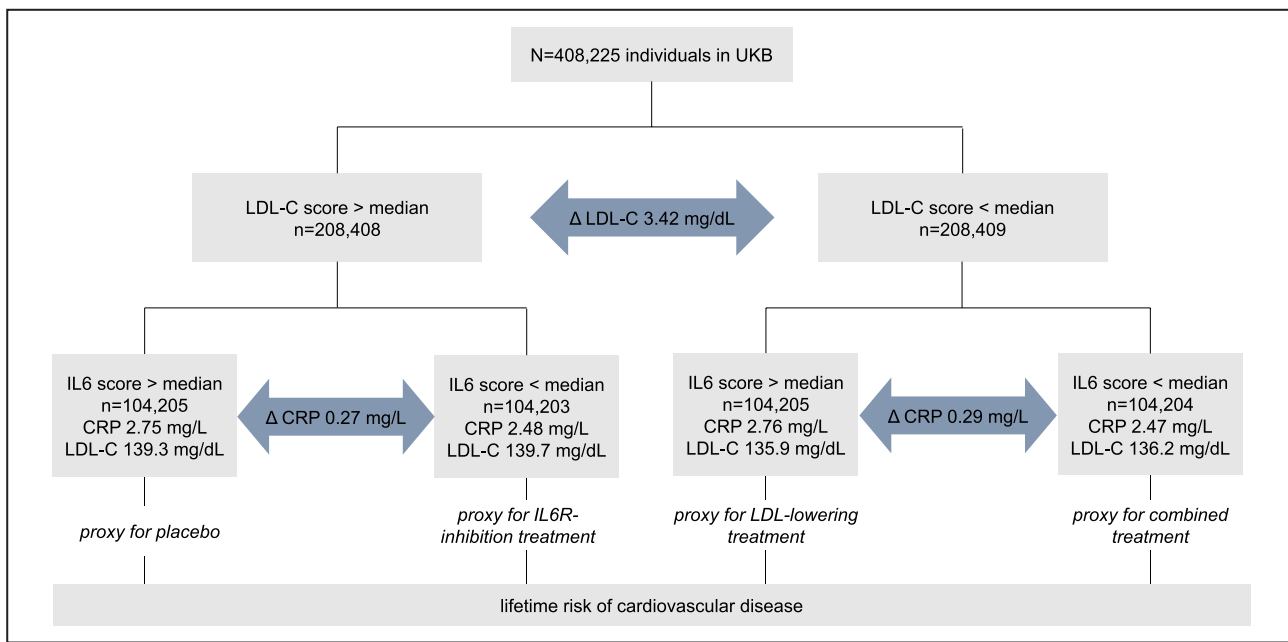 N=408,225 individuals in UKB
LDL-C score > median
n=208,408
Δ LDL-C 3.42 mg/dL
LDL-C score < median
n=208,409
IL6 score > median
n=104,205
CRP 2.75 mg/L
LDL-C 139.3 mg/dL
Δ CRP 0.27 mg/L
IL6 score < median
n=104,203
CRP 2.48 mg/L
LDL-C 139.7 mg/dL
IL6 score > median
n=104,205
CRP 2.76 mg/L
LDL-C 135.9 mg/dL
Δ CRP 0.29 mg/L
IL6 score < median
n=104,204
CRP 2.47 mg/L
LDL-C 136.2 mg/dL
proxy for placebo
proxy for IL6R-
inhibition treatment
proxy for LDL-lowering
treatment
proxy for combined
treatment
lifetime risk of cardiovascular disease